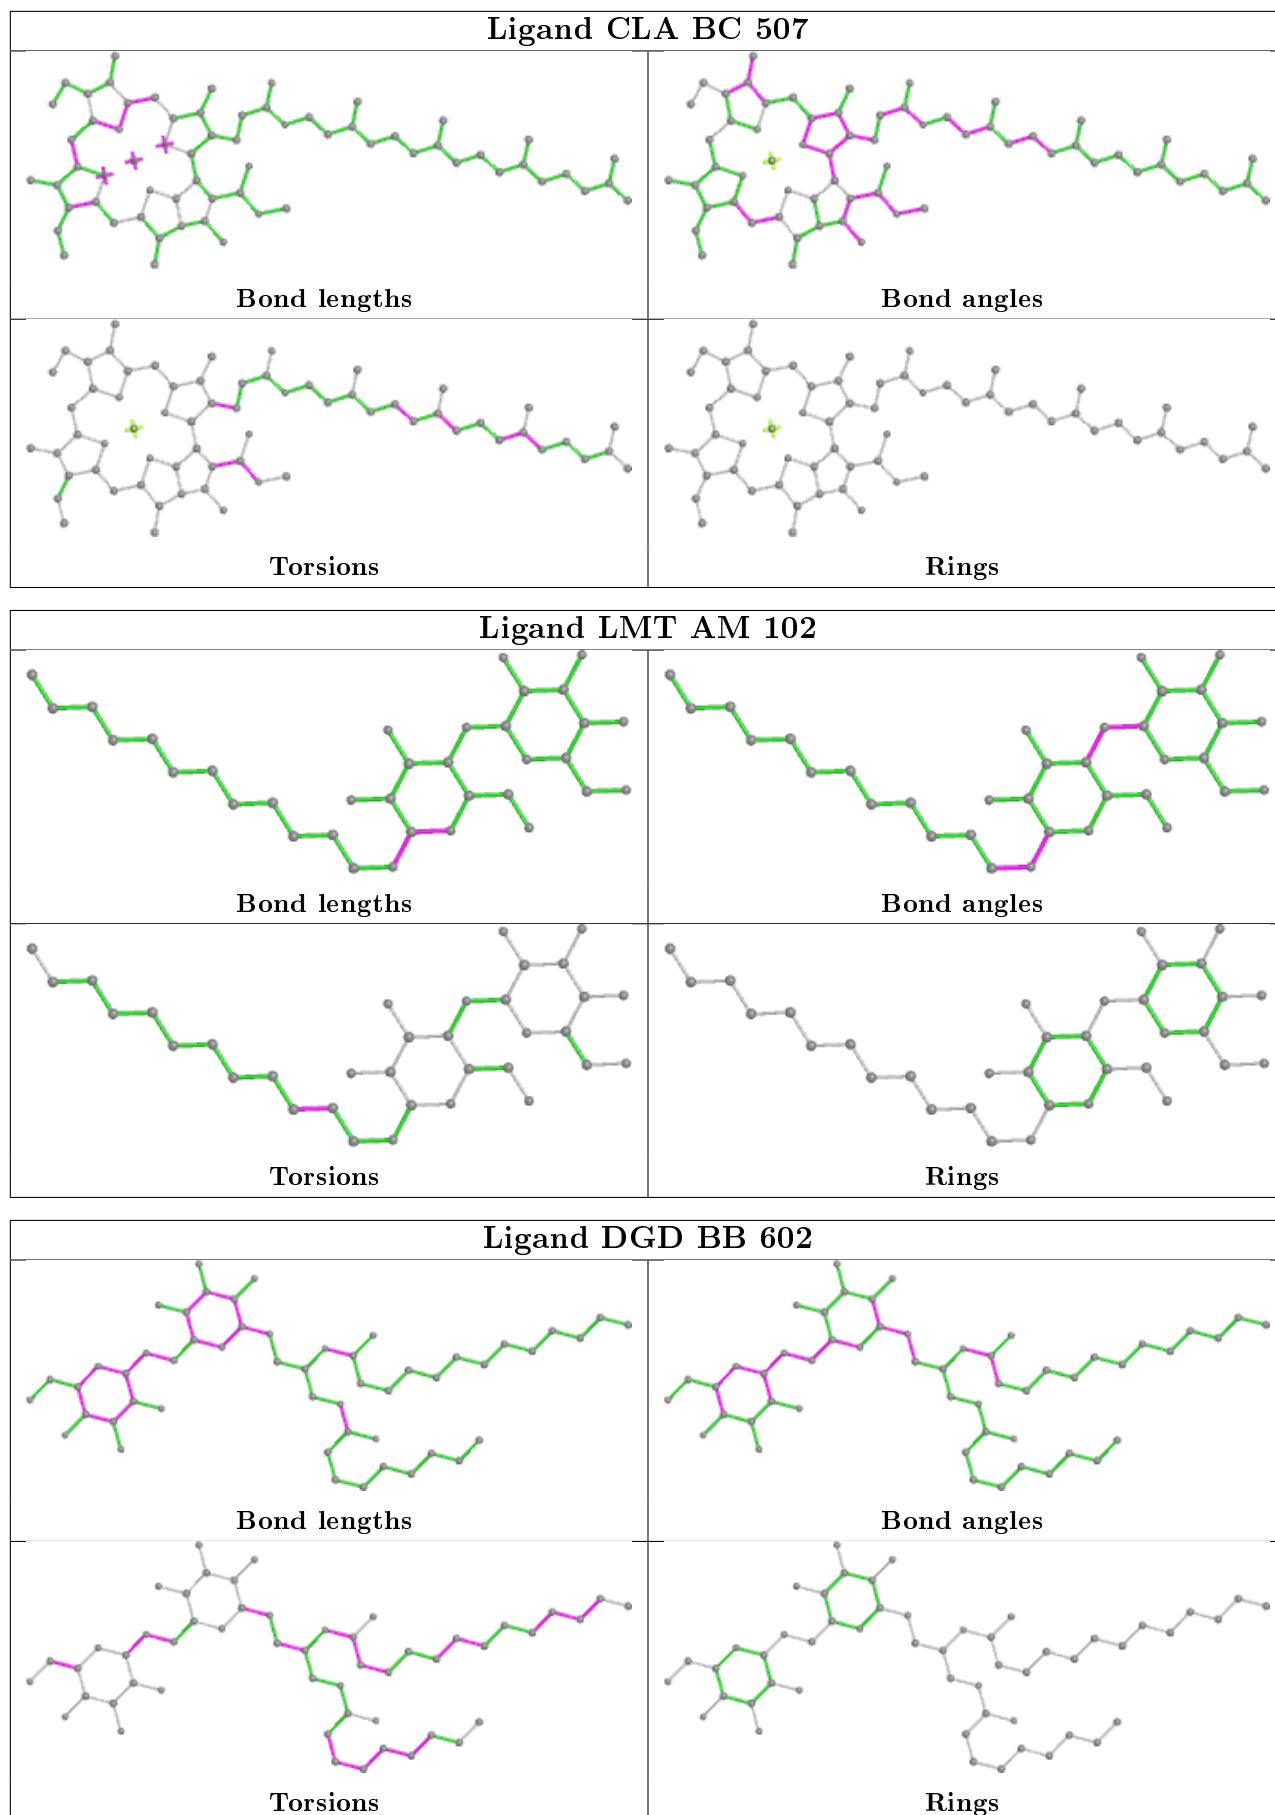 Ligand CLA BC 507
Bond lengths
Bond angles
Torsions
Rings
Ligand LMT AM 102
Bond lengths
Bond angles
Torsions
Rings
Ligand DGD BB 602
Bond lengths
Bond angles
Torsions
Rings